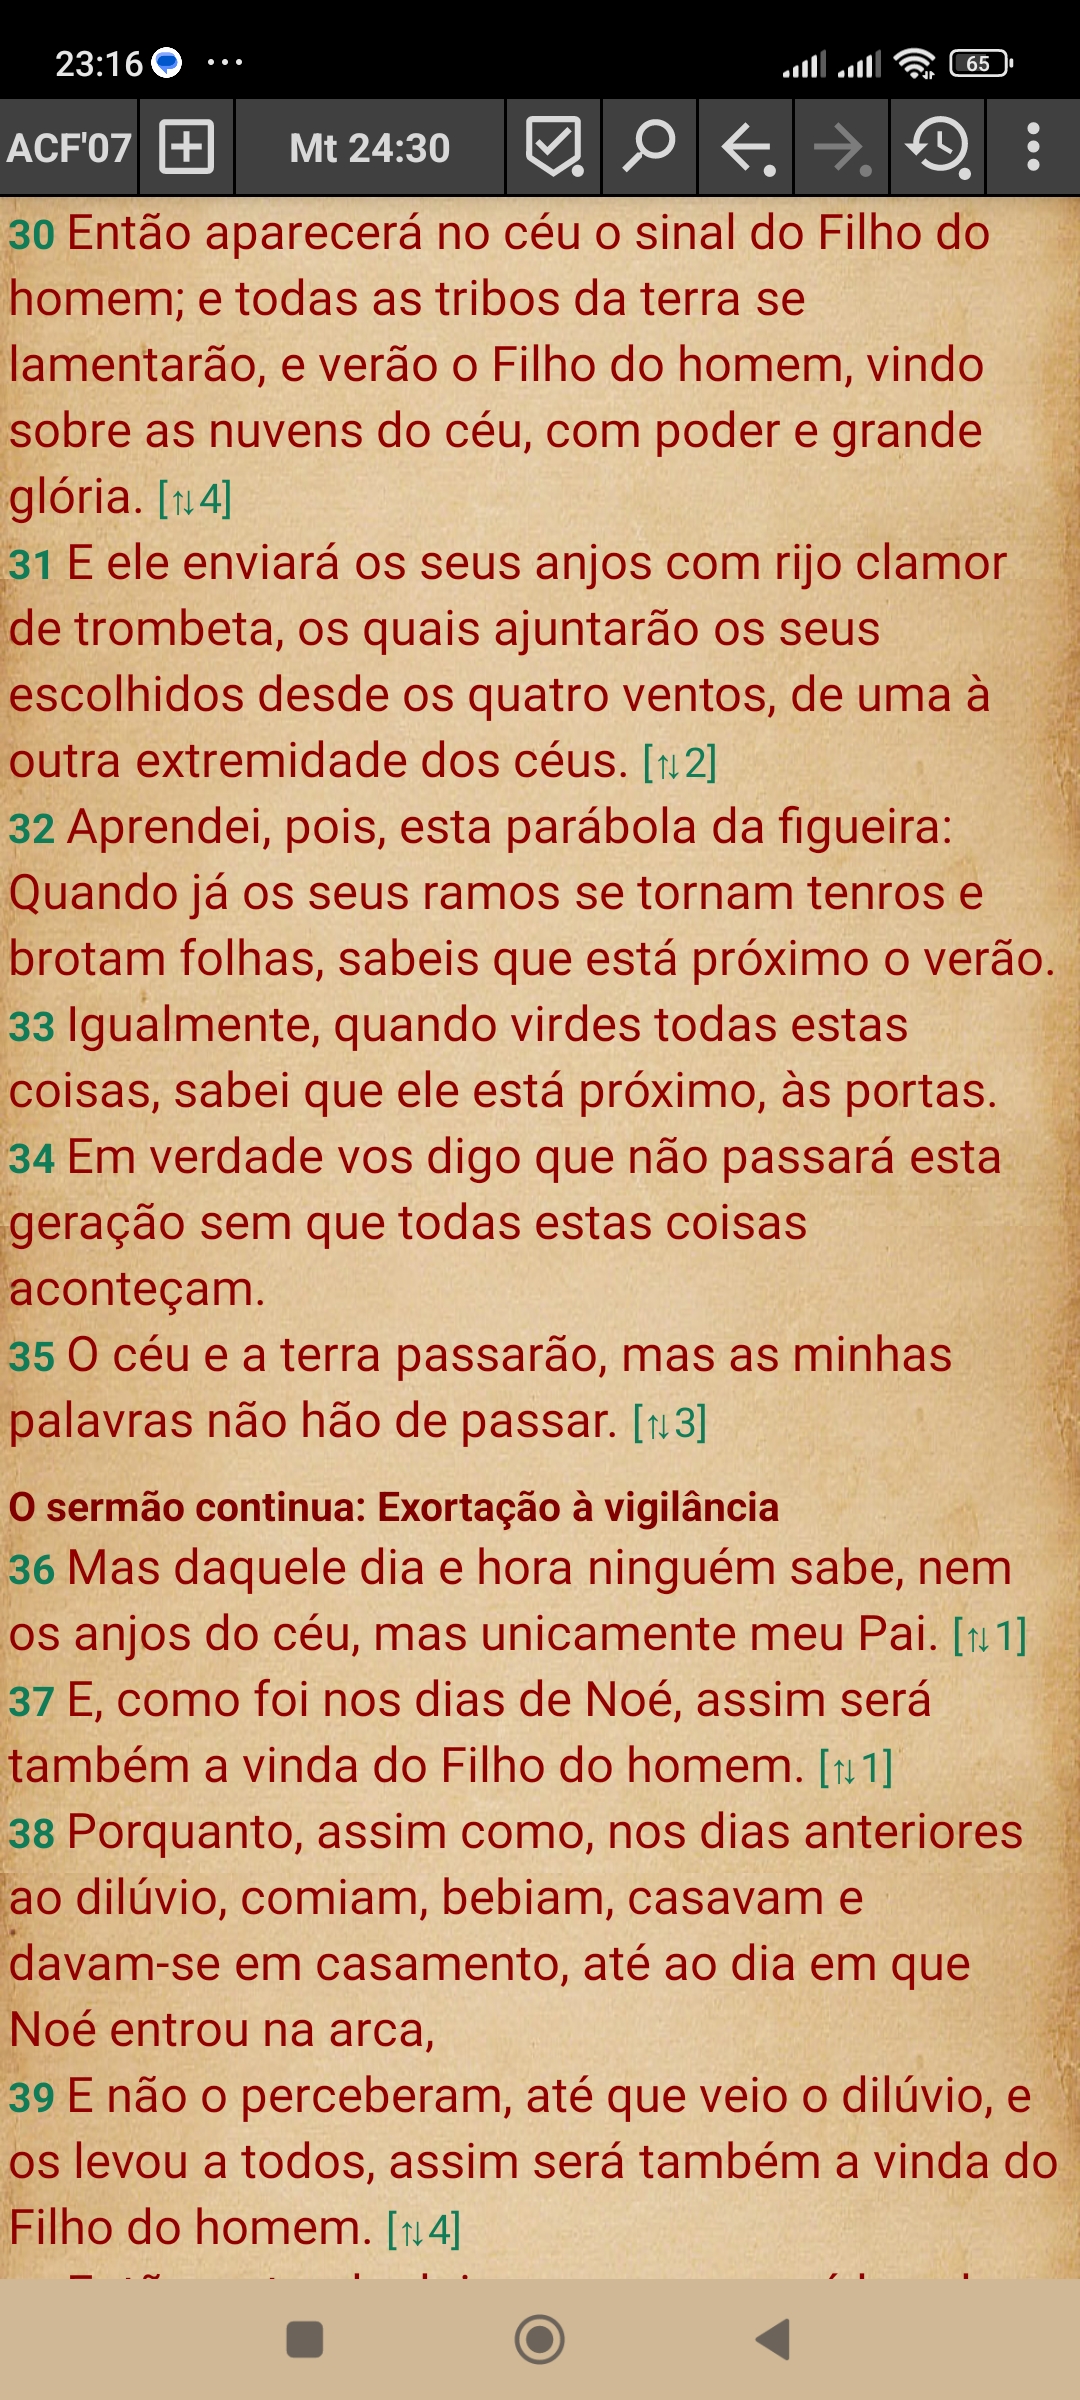 23:16
65
ACF'07
Mt 24:30
30 Então aparecerá no céu o sinal do Filho do
homem; e todas as tribos da terra se
lamentarão, e verão o Filho do homem, vindo
sobre as nuvens do céu, com poder e grande
glória. [⇅4]
31 E ele enviará os seus anjos com rijo clamor
de trombeta, os quais ajuntarão os seus
escolhidos desde os quatro ventos, de uma à
outra extremidade dos céus. [⇅2]
32 Aprendei, pois, esta parábola da figueira:
Quando já os seus ramos se tornam tenros e
brotam folhas, sabeis que está próximo o verão.
33 Igualmente, quando virdes todas estas
coisas, sabei que ele está próximo, às portas.
34 Em verdade vos digo que não passará esta
geração sem que todas estas coisas
aconteçam.
35 O céu e a terra passarão, mas as minhas
palavras não hão de passar. [⇅3]
O sermão continua: Exortação à vigilância
36 Mas daquele dia e hora ninguém sabe, nem
os anjos do céu, mas unicamente meu Pai. [⇅1]
37 E, como foi nos dias de Noé, assim será
também a vinda do Filho do homem. [⇅1]
38 Porquanto, assim como, nos dias anteriores
ao dilúvio, comiam, bebiam, casavam e
davam-se em casamento, até ao dia em que
Noé entrou na arca,
39 E não o perceberam, até que veio o dilúvio, e
os levou a todos, assim será também a vinda do
Filho do homem. [⇅4]